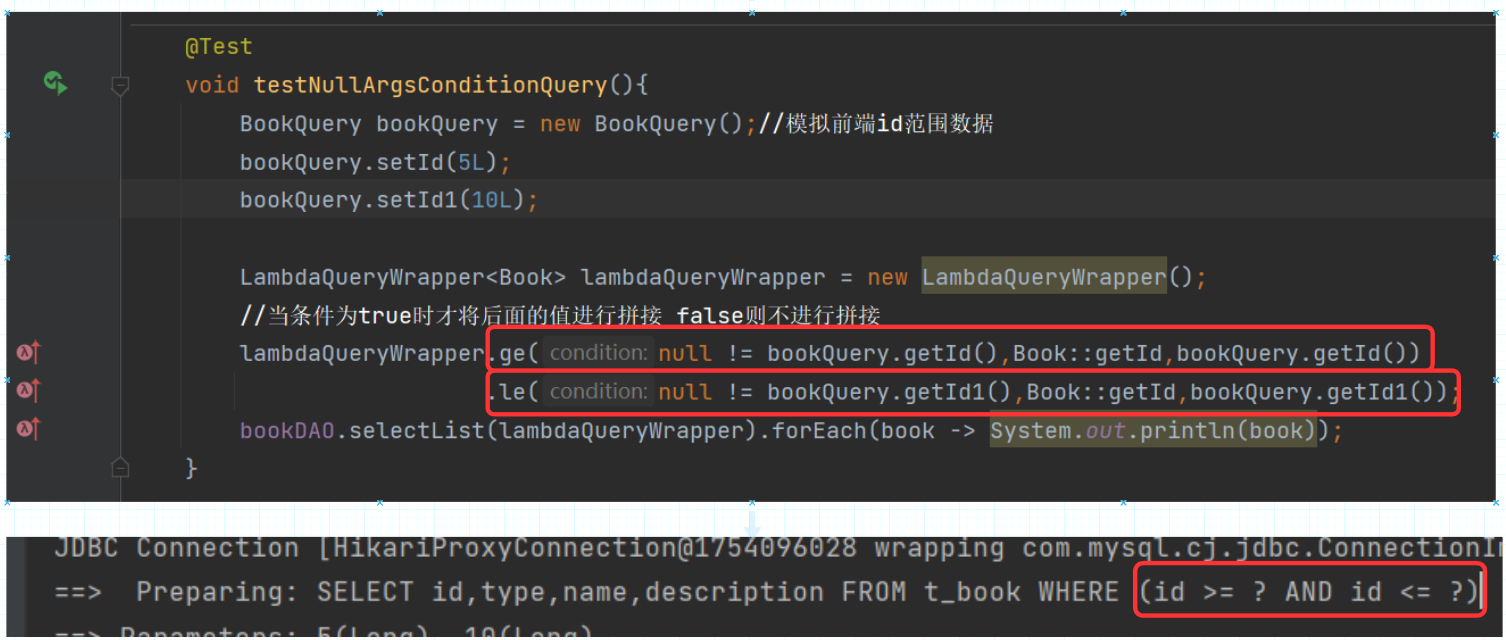 @Test
void testNullArgsConditionQuery(){
BookQuery bookQuery = new BookQuery();//模拟前端id范围数据
bookQuery.setId(5L);
bookQuery.setId1(10L);
LambdaQueryWrapper<Book> lambdaQueryWrapper = new LambdaQueryWrapper();
//当条件为true时才将后面的值进行拼接 false则不进行拼接
lambdaQueryWrapper.ge( condition: null != bookQuery.getId(),Book::getId,bookQuery.getId())
.le( condition: null != bookQuery.getId1(),Book::getId,bookQuery.getId1());
bookDAO.selectList(lambdaQueryWrapper).forEach(book -> System.out.println(book));
}
JDBC Connection [HikariProxyConnection@1754096028 wrapping com.mysql.cj.jdbc.ConnectionI
==>  Preparing: SELECT id,type,name,description FROM t_book WHERE (id >= ? AND id <= ?)
==> Parameters: 5(Long), 10(Long)